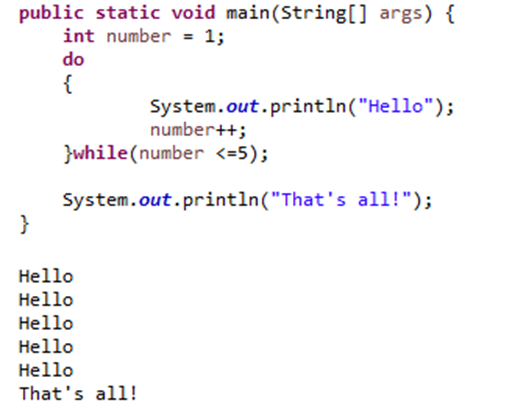 public static void main(String[] args) {
    int number = 1;
    do
    {
            System.out.println("Hello");
            number++;
    }while(number <=5);

    System.out.println("That's all!");
}

Hello
Hello
Hello
Hello
Hello
That's all!